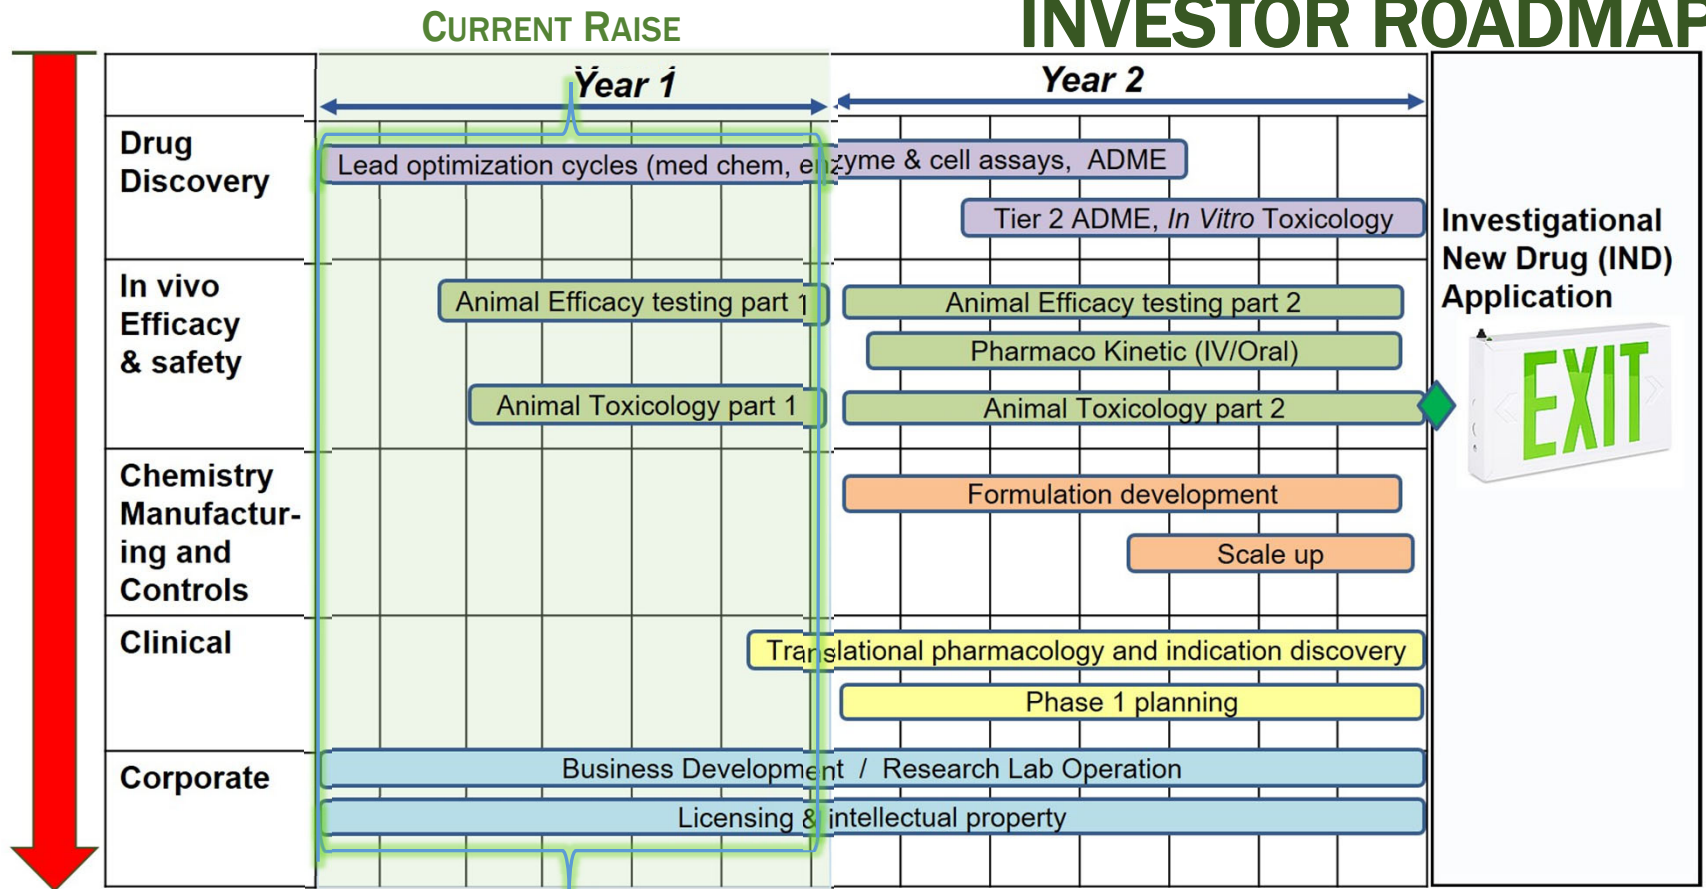 CURRENT RAISE
INVESTOR ROADMAP
Year 1
Year 2
Drug
Discovery
Lead optimization cycles (med chem, enzyme & cell assays, ADME
Tier 2 ADME, In Vitro Toxicology
In vivo
Efficacy
& safety
Animal Efficacy testing part 1
Animal Efficacy testing part 2
Pharmaco Kinetic (IV/Oral)
Animal Toxicology part 1
Animal Toxicology part 2
Chemistry
Manufactur-
ing and
Controls
Formulation development
Scale up
Clinical
Translational pharmacology and indication discovery
Phase 1 planning
Corporate
Business Development / Research Lab Operation
Licensing & intellectual property
Investigational
New Drug (IND)
Application
EXIT